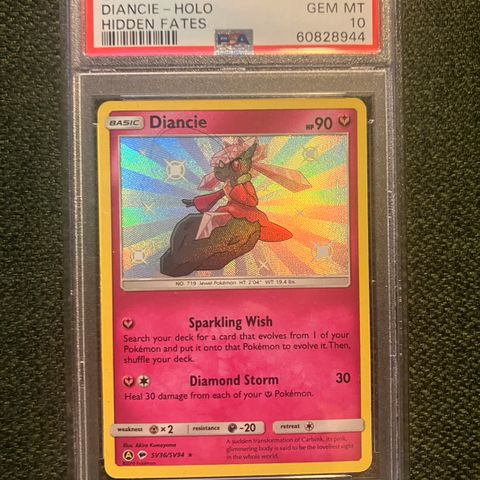 DIANCIE - HOLO GEM MT
HIDDEN FATES 10
PSA 60828944
BASIC Diancie HP 90
NO. 719 Jewel Pokémon HT: 2'04" WT: 19.4 lbs.
Sparkling Wish
Search your deck for a card that evolves from 1 of your
Pokémon and put it onto that Pokémon to evolve it. Then,
shuffle your deck.
Diamond Storm 30
Heal 30 damage from each of your Pokémon.
weakness × 2 resistance -20 retreat
Illus. Akira Komayama
SV36/SV94 ★
©2019 Pokémon
A sudden transformation of Carbink, its pink,
glimmering body is said to be the loveliest sight
in the whole world.